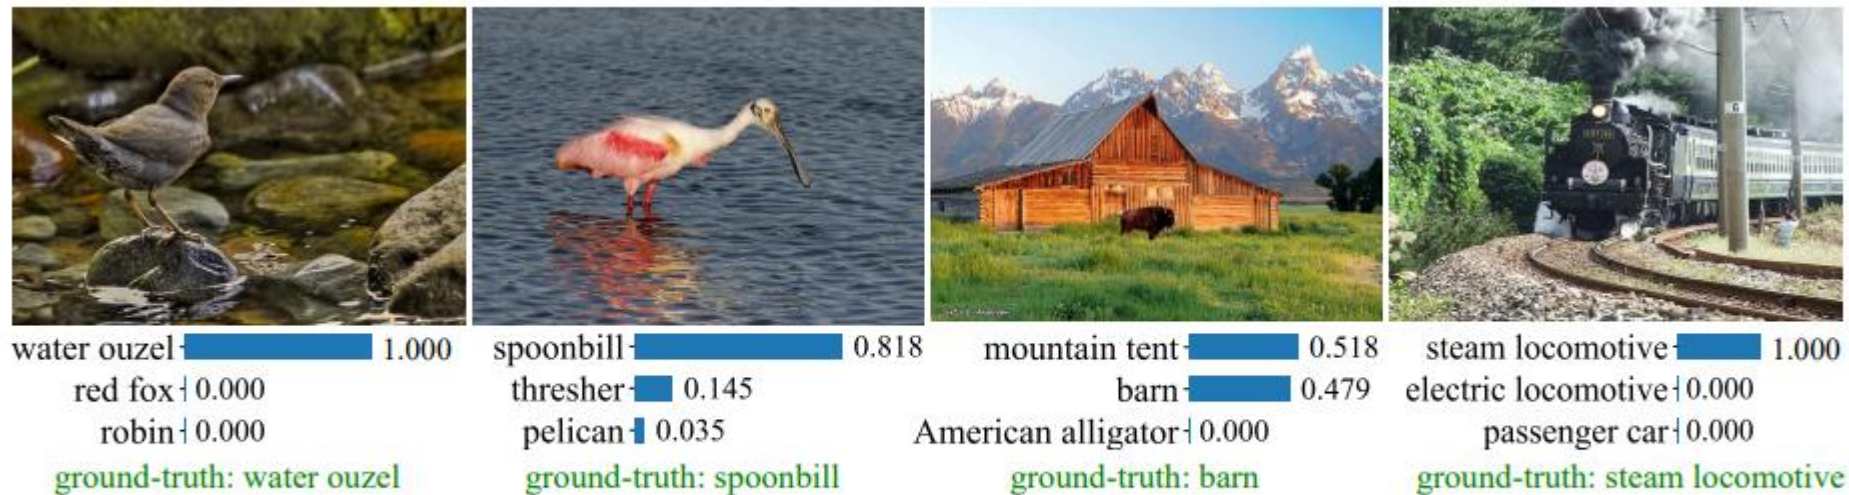 water ouzel 1.000
red fox 0.000
robin 0.000
ground-truth: water ouzel
spoonbill 0.818
thresher 0.145
pelican 0.035
ground-truth: spoonbill
mountain tent 0.518
barn 0.479
American alligator 0.000
ground-truth: barn
6
steam locomotive 1.000
electric locomotive 0.000
passenger car 0.000
ground-truth: steam locomotive